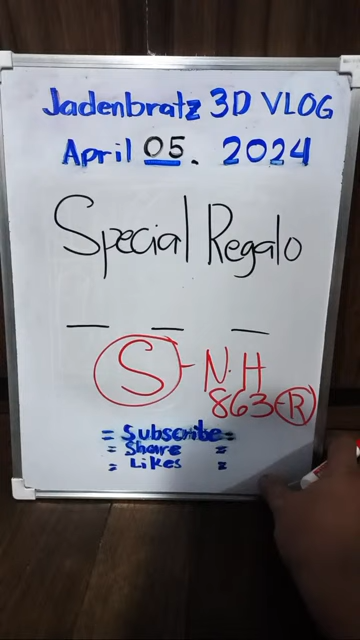 Jadenbratz 3D VLOG
April 05. 2024
Special Regalo
— — —
S - N.H
863 R
= Subscribe =
= Share =
= Likes =